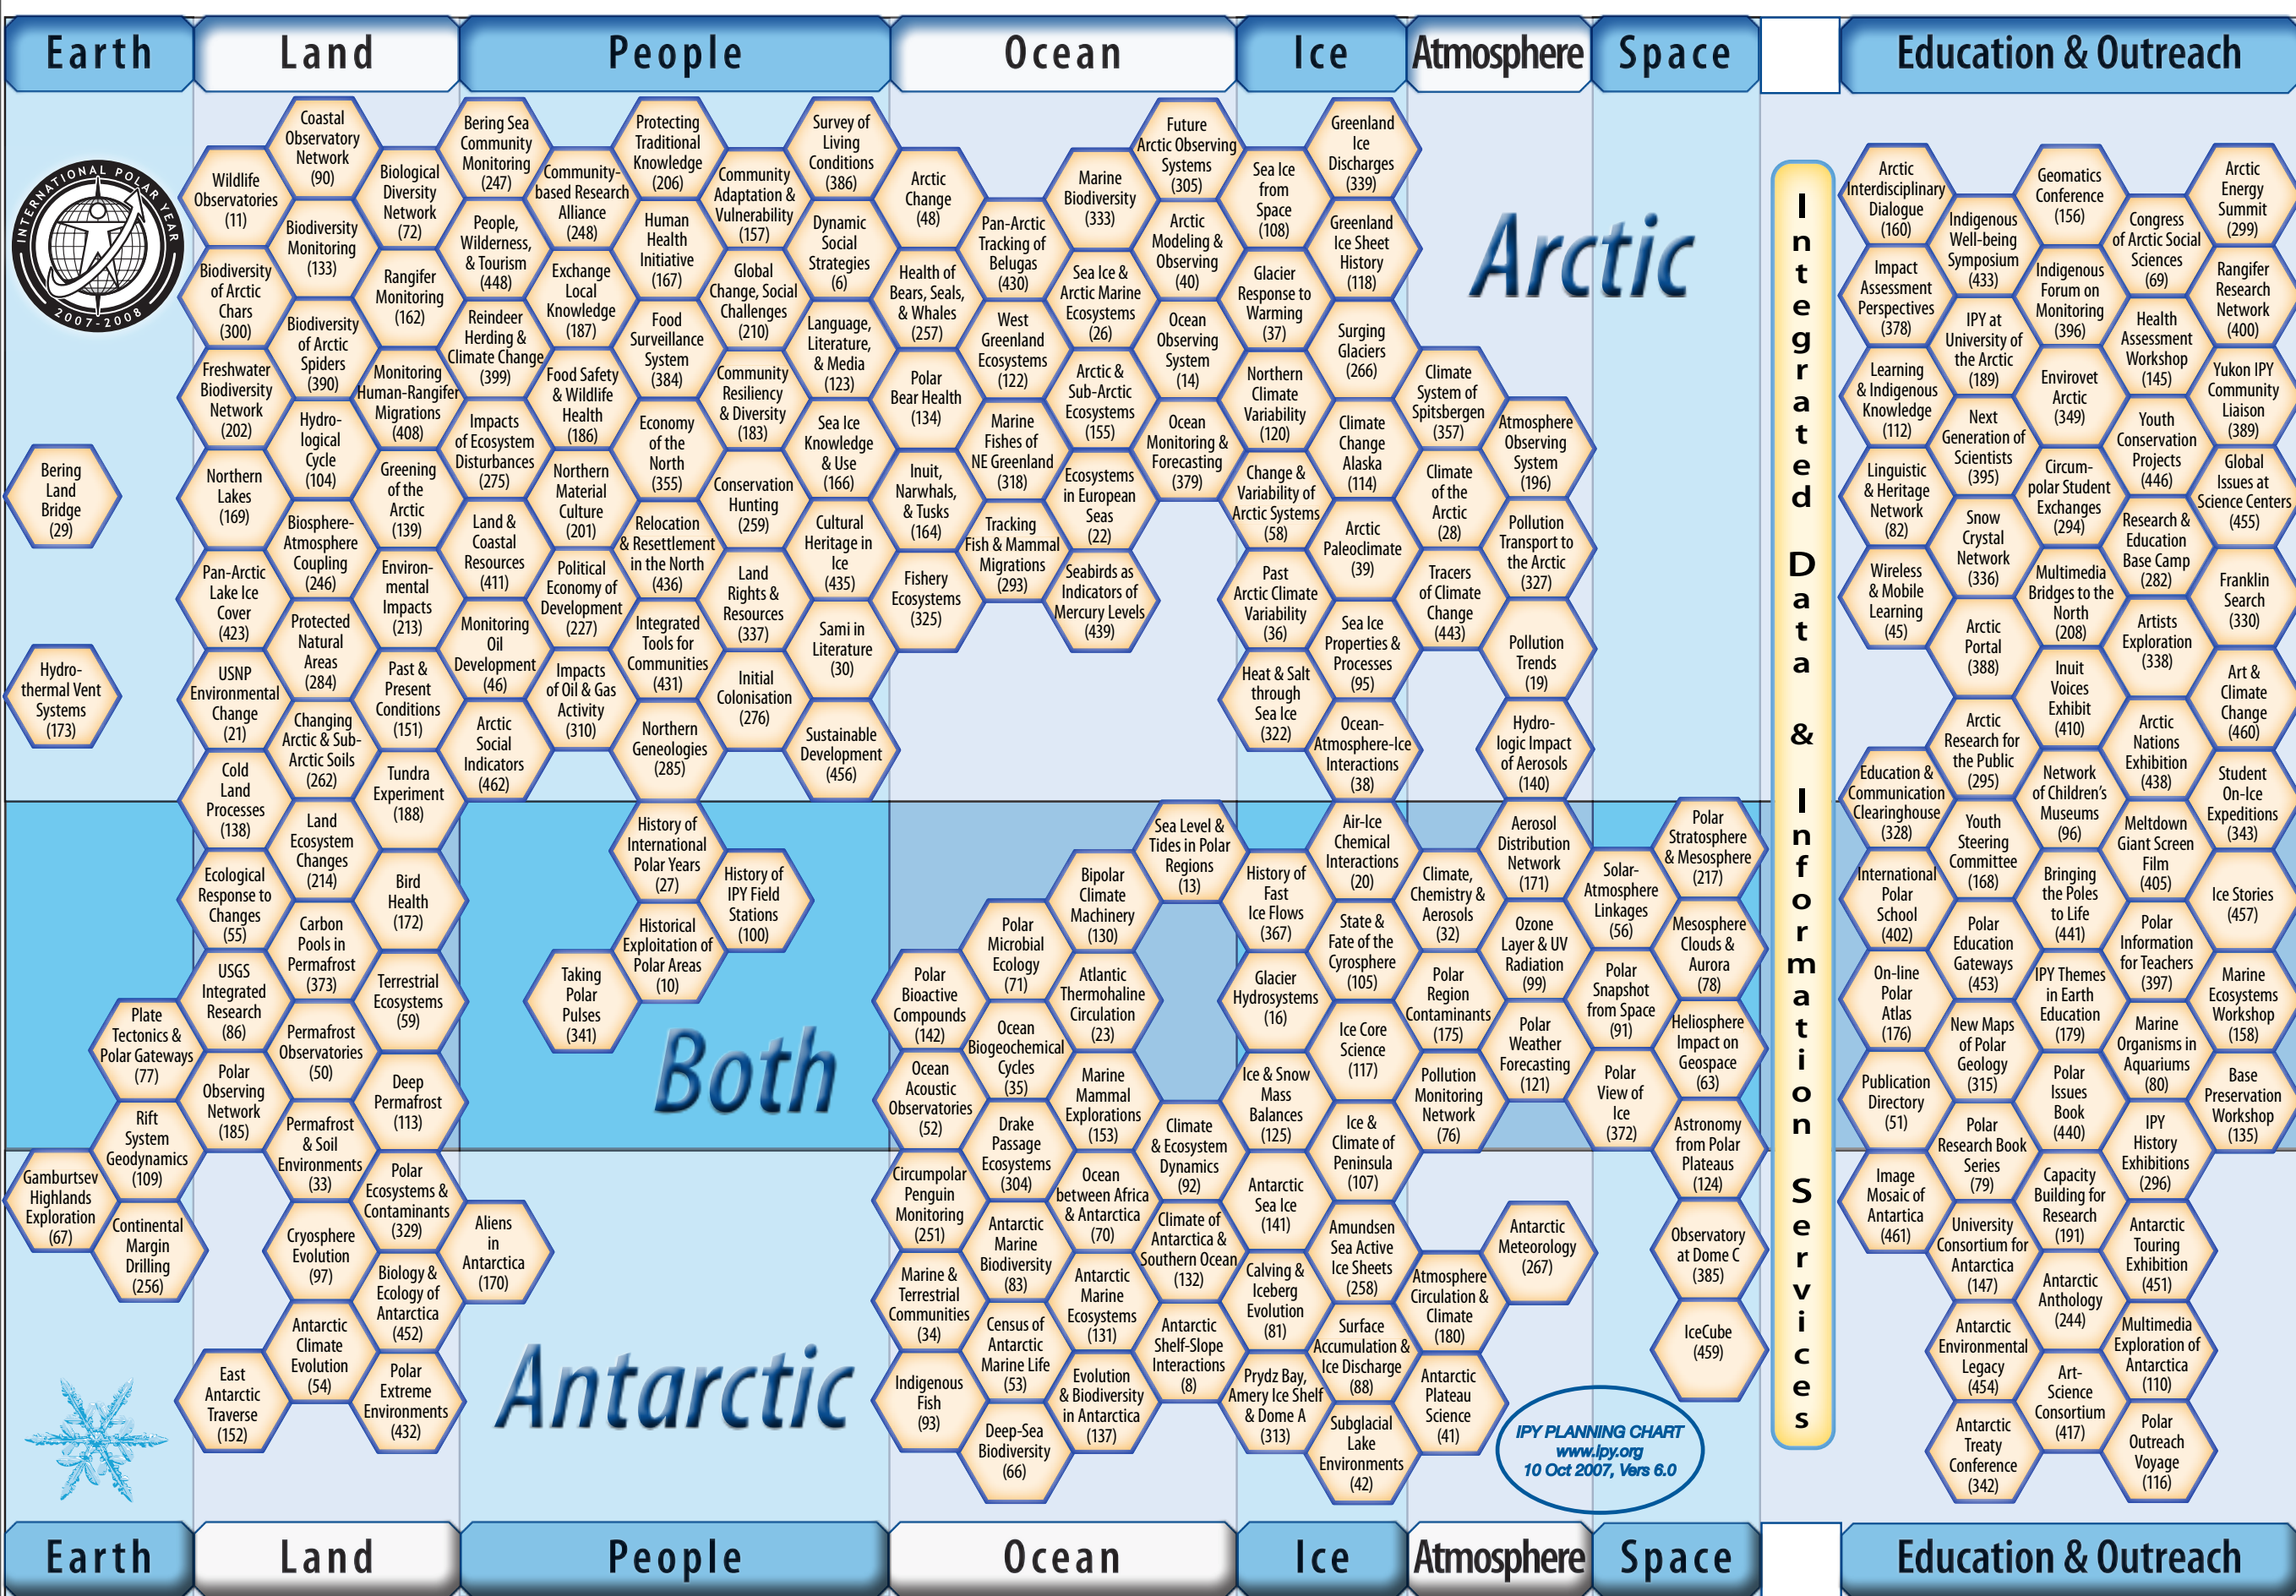 Earth
Land
People
Ocean
Ice
Atmosphere
Space
Education & Outreach
INTERNATIONAL POLAR YEAR
2007-2008
Bering
Land
Bridge
(29)
Hydro-
thermal Vent
Systems
(173)
Plate
Tectonics &
Polar Gateways
(77)
Rift
System
Geodynamics
(109)
Gamburtsev
Highlands
Exploration
(67)
Continental
Margin
Drilling
(256)
Wildlife
Observatories
(11)
Biodiversity
of Arctic
Chars
(300)
Freshwater
Biodiversity
Network
(202)
Northern
Lakes
(169)
Pan-Arctic
Lake Ice
Cover
(423)
USNP
Environmental
Change
(21)
Cold
Land
Processes
(138)
Ecological
Response to
Changes
(55)
USGS
Integrated
Research
(86)
Polar
Observing
Network
(185)
East
Antarctic
Traverse
(152)
Coastal
Observatory
Network
(90)
Biodiversity
Monitoring
(133)
Biodiversity
of Arctic
Spiders
(390)
Hydro-
logical
Cycle
(104)
Biosphere-
Atmosphere
Coupling
(246)
Protected
Natural
Areas
(284)
Changing
Arctic & Sub-
Arctic Soils
(262)
Land
Ecosystem
Changes
(214)
Carbon
Pools in
Permafrost
(373)
Permafrost
Observatories
(50)
Permafrost
& Soil
Environments
(33)
Cryosphere
Evolution
(97)
Antarctic
Climate
Evolution
(54)
Biological
Diversity
Network
(72)
Rangifer
Monitoring
(162)
Monitoring
Human-Rangifer
Migrations
(408)
Greening
of the
Arctic
(139)
Environ-
mental
Impacts
(213)
Past &
Present
Conditions
(151)
Tundra
Experiment
(188)
Bird
Health
(172)
Terrestrial
Ecosystems
(59)
Deep
Permafrost
(113)
Polar
Ecosystems &
Contaminants
(329)
Biology &
Ecology of
Antarctica
(452)
Polar
Extreme
Environments
(432)
Bering Sea
Community
Monitoring
(247)
People,
Wilderness,
& Tourism
(448)
Reindeer
Herding &
Climate Change
(399)
Impacts
of Ecosystem
Disturbances
(275)
Land &
Coastal
Resources
(411)
Monitoring
Oil
Development
(46)
Arctic
Social
Indicators
(462)
Aliens
in
Antarctica
(170)
Community-
based Research
Alliance
(248)
Exchange
Local
Knowledge
(187)
Food Safety
& Wildlife
Health
(186)
Northern
Material
Culture
(201)
Political
Economy of
Development
(227)
Impacts
of Oil & Gas
Activity
(310)
Taking
Polar
Pulses
(341)
Protecting
Traditional
Knowledge
(206)
Human
Health
Initiative
(167)
Food
Surveillance
System
(384)
Economy
of the
North
(355)
Relocation
& Resettlement
in the North
(436)
Integrated
Tools for
Communities
(431)
Northern
Geneologies
(285)
History of
International
Polar Years
(27)
Historical
Exploitation of
Polar Areas
(10)
Community
Adaptation &
Vulnerability
(157)
Global
Change, Social
Challenges
(210)
Community
Resiliency
& Diversity
(183)
Conservation
Hunting
(259)
Land
Rights &
Resources
(337)
Initial
Colonisation
(276)
History of
IPY Field
Stations
(100)
Survey of
Living
Conditions
(386)
Dynamic
Social
Strategies
(6)
Language,
Literature,
& Media
(123)
Sea Ice
Knowledge
& Use
(166)
Cultural
Heritage in
Ice
(435)
Sami in
Literature
(30)
Sustainable
Development
(456)
Both
Antarctic
Arctic
Change
(48)
Health of
Bears, Seals,
& Whales
(257)
Polar
Bear Health
(134)
Inuit,
Narwhals,
& Tusks
(164)
Fishery
Ecosystems
(325)
Polar
Bioactive
Compounds
(142)
Ocean
Acoustic
Observatories
(52)
Circumpolar
Penguin
Monitoring
(251)
Marine &
Terrestrial
Communities
(34)
Indigenous
Fish
(93)
Pan-Arctic
Tracking of
Belugas
(430)
West
Greenland
Ecosystems
(122)
Marine
Fishes of
NE Greenland
(318)
Tracking
Fish & Mammal
Migrations
(293)
Polar
Microbial
Ecology
(71)
Ocean
Biogeochemical
Cycles
(35)
Drake
Passage
Ecosystems
(304)
Antarctic
Marine
Biodiversity
(83)
Census of
Antarctic
Marine Life
(53)
Deep-Sea
Biodiversity
(66)
Marine
Biodiversity
(333)
Sea Ice &
Arctic Marine
Ecosystems
(26)
Arctic &
Sub-Arctic
Ecosystems
(155)
Ecosystems
in European
Seas
(22)
Seabirds as
Indicators of
Mercury Levels
(439)
Bipolar
Climate
Machinery
(130)
Atlantic
Thermohaline
Circulation
(23)
Marine
Mammal
Explorations
(153)
Ocean
between Africa
& Antarctica
(70)
Antarctic
Marine
Ecosystems
(131)
Evolution
& Biodiversity
in Antarctica
(137)
Future
Arctic Observing
Systems
(305)
Arctic
Modeling &
Observing
(40)
Ocean
Observing
System
(14)
Ocean
Monitoring &
Forecasting
(379)
Sea Level &
Tides in Polar
Regions
(13)
Climate
& Ecosystem
Dynamics
(92)
Climate of
Antarctica &
Southern Ocean
(132)
Antarctic
Shelf-Slope
Interactions
(8)
Sea Ice
from
Space
(108)
Glacier
Response to
Warming
(37)
Northern
Climate
Variability
(120)
Change &
Variability of
Arctic Systems
(58)
Past
Arctic Climate
Variability
(36)
Heat & Salt
through
Sea Ice
(322)
History of
Fast
Ice Flows
(367)
Glacier
Hydrosystems
(16)
Ice & Snow
Mass
Balances
(125)
Antarctic
Sea Ice
(141)
Calving &
Iceberg
Evolution
(81)
Prydz Bay,
Amery Ice Shelf
& Dome A
(313)
Greenland
Ice
Discharges
(339)
Greenland
Ice Sheet
History
(118)
Surging
Glaciers
(266)
Climate
Change
Alaska
(114)
Arctic
Paleoclimate
(39)
Sea Ice
Properties &
Processes
(95)
Ocean-
Atmosphere-Ice
Interactions
(38)
Air-Ice
Chemical
Interactions
(20)
State &
Fate of the
Cyrosphere
(105)
Ice Core
Science
(117)
Ice &
Climate of
Peninsula
(107)
Amundsen
Sea Active
Ice Sheets
(258)
Surface
Accumulation &
Ice Discharge
(88)
Subglacial
Lake
Environments
(42)
Arctic
Climate
System of
Spitsbergen
(357)
Climate
of the
Arctic
(28)
Tracers
of Climate
Change
(443)
Climate,
Chemistry &
Aerosols
(32)
Polar
Region
Contaminants
(175)
Pollution
Monitoring
Network
(76)
Atmosphere
Circulation &
Climate
(180)
Antarctic
Plateau
Science
(41)
Atmosphere
Observing
System
(196)
Pollution
Transport to
the Arctic
(327)
Pollution
Trends
(19)
Hydro-
logic Impact
of Aerosols
(140)
Aerosol
Distribution
Network
(171)
Ozone
Layer & UV
Radiation
(99)
Polar
Weather
Forecasting
(121)
Antarctic
Meteorology
(267)
Solar-
Atmosphere
Linkages
(56)
Polar
Snapshot
from Space
(91)
Polar
View of
Ice
(372)
Polar
Stratosphere
& Mesosphere
(217)
Mesosphere
Clouds &
Aurora
(78)
Heliosphere
Impact on
Geospace
(63)
Astronomy
from Polar
Plateaus
(124)
Observatory
at Dome C
(385)
IceCube
(459)
IPY PLANNING CHART
www.ipy.org
10 Oct 2007, Vers 6.0
Integrated Data & Information Services
Arctic
Interdisciplinary
Dialogue
(160)
Impact
Assessment
Perspectives
(378)
Learning
& Indigenous
Knowledge
(112)
Linguistic
& Heritage
Network
(82)
Wireless
& Mobile
Learning
(45)
Education &
Communication
Clearinghouse
(328)
International
Polar
School
(402)
On-line
Polar
Atlas
(176)
Publication
Directory
(51)
Image
Mosaic of
Antartica
(461)
Indigenous
Well-being
Symposium
(433)
IPY at
University of
the Arctic
(189)
Next
Generation of
Scientists
(395)
Snow
Crystal
Network
(336)
Arctic
Portal
(388)
Arctic
Research for
the Public
(295)
Youth
Steering
Committee
(168)
Polar
Education
Gateways
(453)
New Maps
of Polar
Geology
(315)
Polar
Research Book
Series
(79)
University
Consortium for
Antarctica
(147)
Antarctic
Environmental
Legacy
(454)
Antarctic
Treaty
Conference
(342)
Geomatics
Conference
(156)
Indigenous
Forum on
Monitoring
(396)
Envirovet
Arctic
(349)
Circum-
polar Student
Exchanges
(294)
Multimedia
Bridges to the
North
(208)
Inuit
Voices
Exhibit
(410)
Network
of Children's
Museums
(96)
Bringing
the Poles
to Life
(441)
IPY Themes
in Earth
Education
(179)
Polar
Issues
Book
(440)
Capacity
Building for
Research
(191)
Antarctic
Anthology
(244)
Art-
Science
Consortium
(417)
Congress
of Arctic Social
Sciences
(69)
Health
Assessment
Workshop
(145)
Youth
Conservation
Projects
(446)
Research &
Education
Base Camp
(282)
Artists
Exploration
(338)
Arctic
Nations
Exhibition
(438)
Meltdown
Giant Screen
Film
(405)
Polar
Information
for Teachers
(397)
Marine
Organisms in
Aquariums
(80)
IPY
History
Exhibitions
(296)
Antarctic
Touring
Exhibition
(451)
Multimedia
Exploration of
Antarctica
(110)
Polar
Outreach
Voyage
(116)
Arctic
Energy
Summit
(299)
Rangifer
Research
Network
(400)
Yukon IPY
Community
Liaison
(389)
Global
Issues at
Science Centers
(455)
Franklin
Search
(330)
Art &
Climate
Change
(460)
Student
On-Ice
Expeditions
(343)
Ice Stories
(457)
Marine
Ecosystems
Workshop
(158)
Base
Preservation
Workshop
(135)
Earth
Land
People
Ocean
Ice
Atmosphere
Space
Education & Outreach